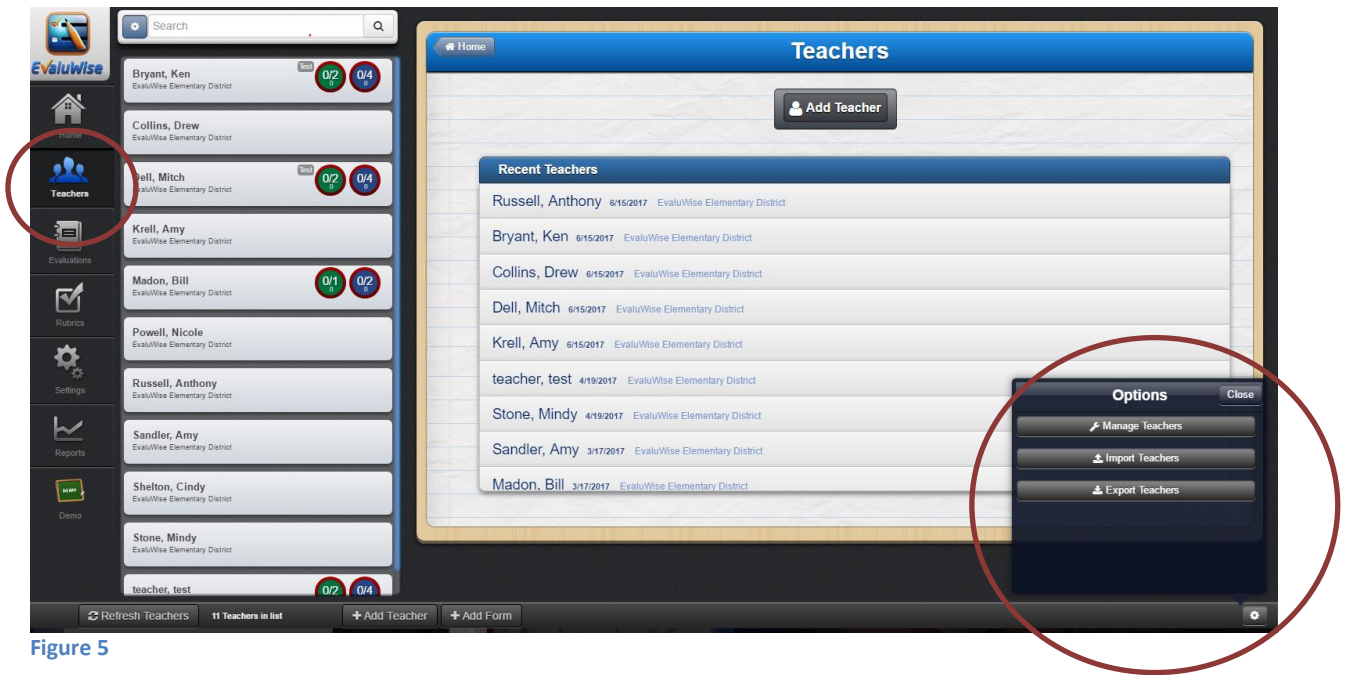 EvaluWise
Home
Teachers
Evaluations
Rubrics
Settings
Reports
DEMO
Demo
Search
Bryant, Ken
EvaluWise Elementary District
Test
0/2
0
0/4
0
Collins, Drew
EvaluWise Elementary District
Dell, Mitch
EvaluWise Elementary District
Test
0/2
0
0/4
0
Krell, Amy
EvaluWise Elementary District
Madon, Bill
EvaluWise Elementary District
0/1
0
0/2
0
Powell, Nicole
EvaluWise Elementary District
Russell, Anthony
EvaluWise Elementary District
Sandler, Amy
EvaluWise Elementary District
Shelton, Cindy
EvaluWise Elementary District
Stone, Mindy
EvaluWise Elementary District
teacher, test
0/2
0/4
Home
Teachers
Add Teacher
Recent Teachers
Russell, Anthony 6/15/2017 EvaluWise Elementary District
Bryant, Ken 6/15/2017 EvaluWise Elementary District
Collins, Drew 6/15/2017 EvaluWise Elementary District
Dell, Mitch 6/15/2017 EvaluWise Elementary District
Krell, Amy 6/15/2017 EvaluWise Elementary District
teacher, test 4/19/2017 EvaluWise Elementary District
Stone, Mindy 4/19/2017 EvaluWise Elementary District
Sandler, Amy 3/17/2017 EvaluWise Elementary District
Madon, Bill 3/17/2017 EvaluWise Elementary District
Options
Close
Manage Teachers
Import Teachers
Export Teachers
Refresh Teachers
11 Teachers in list
+ Add Teacher
+ Add Form
Figure 5